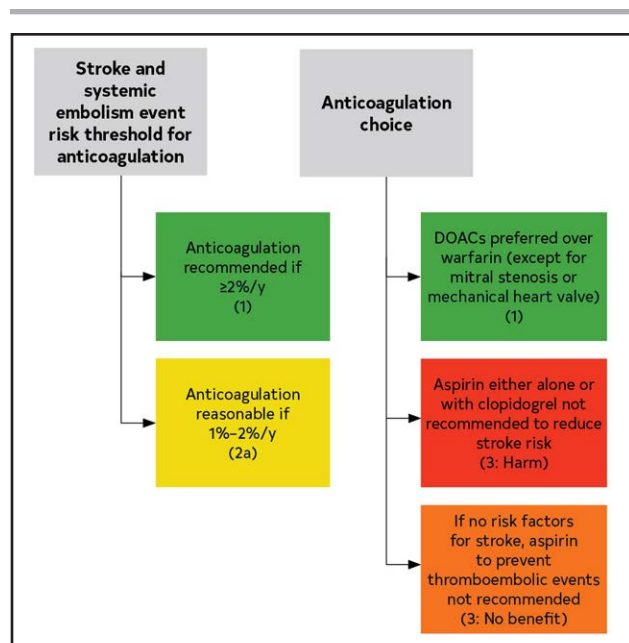 Stroke and
systemic
embolism event
risk threshold for
anticoagulation
Anticoagulation
recommended if
≥2%/y
(1)
Anticoagulation
reasonable if
1%–2%/y
(2a)
Anticoagulation
choice
DOACs preferred over
warfarin (except for
mitral stenosis or
mechanical heart valve)
(1)
Aspirin either alone or
with clopidogrel not
recommended to reduce
stroke risk
(3: Harm)
If no risk factors
for stroke, aspirin
to prevent
thromboembolic events
not recommended
(3: No benefit)